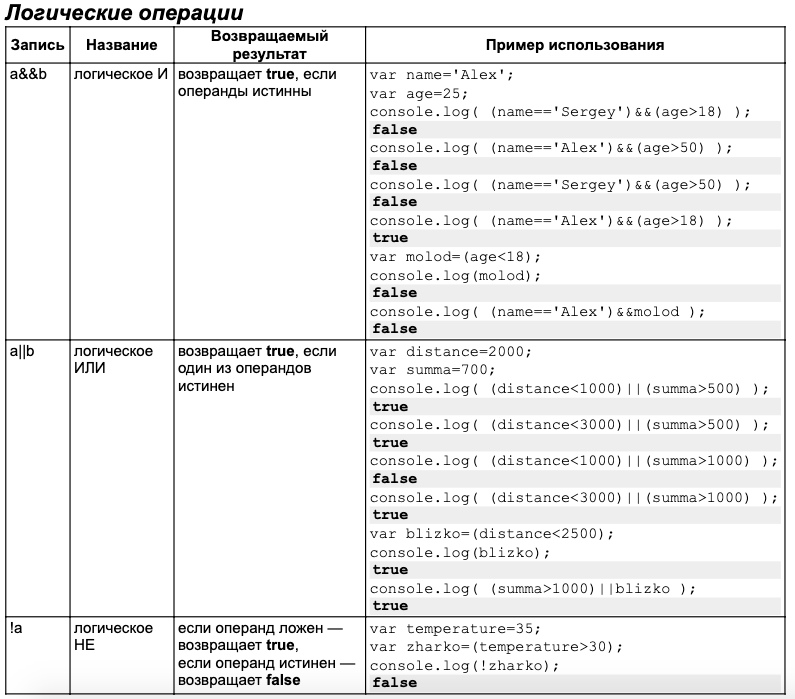 Логические операции
Запись Название Возвращаемый результат Пример использования
a&&b
логическое И
возвращает true, если
операнды истинны
var name='Alex';
var age=25;
console.log( (name=='Sergey')&&(age>18) );
false
console.log( (name=='Alex')&&(age>50) );
false
console.log( (name=='Sergey')&&(age>50) );
false
console.log( (name=='Alex')&&(age>18) );
true
var molod=(age<18);
console.log(molod);
false
console.log( (name=='Alex')&&molod );
false
a||b
логическое
ИЛИ
возвращает true, если
один из операндов
истинен
var distance=2000;
var summa=700;
console.log( (distance<1000)||(summa>500) );
true
console.log( (distance<3000)||(summa>500) );
true
console.log( (distance<1000)||(summa>1000) );
false
console.log( (distance<3000)||(summa>1000) );
true
var blizko=(distance<2500);
console.log(blizko);
true
console.log( (summa>1000)||blizko );
true
!a
логическое
НЕ
если операнд ложен —
возвращает true,
если операнд истинен —
возвращает false
var temperature=35;
var zharko=(temperature>30);
console.log(!zharko);
false